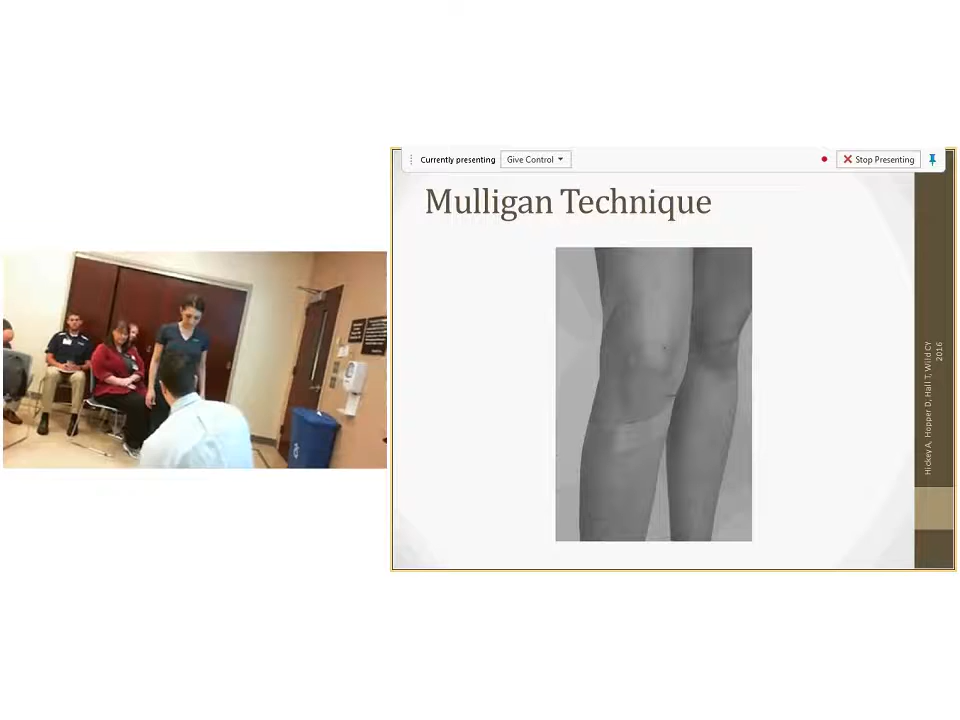 Currently presenting
Give Control
Stop Presenting
Mulligan Technique
Hickey A, Hopper D, Hall T, Wild CY
2016